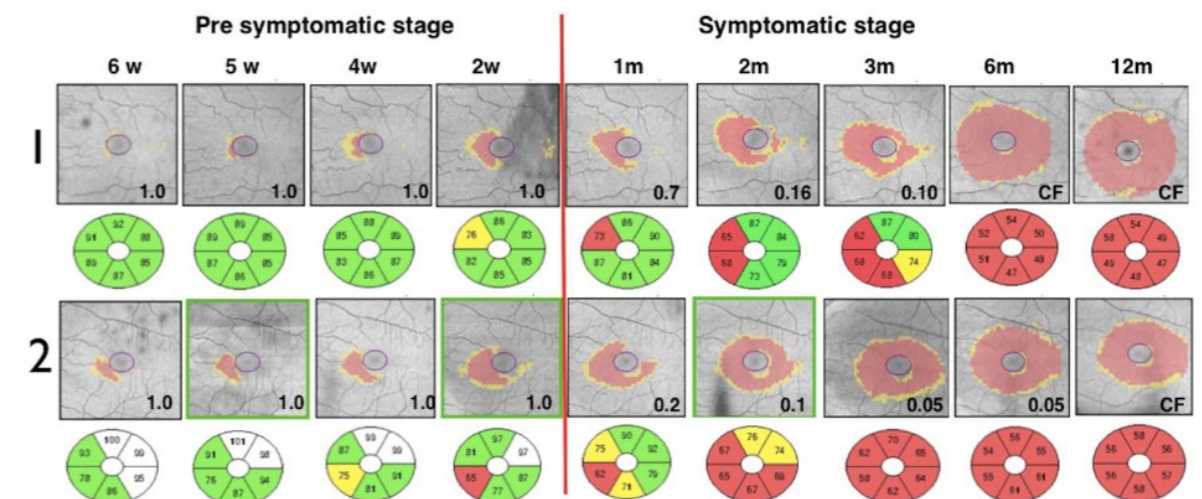 Pre symptomatic stage Symptomatic stage
6 w 5 w 4w 2w 1m 2m 3m 6m 12m
1
1.0 1.0 1.0 1.0 0.7 0.16 0.10 CF CF
92 89 88 86 86 87 87 54 54
91 88 89 85 85 89 76 83 73 90 65 84 62 80 52 50 58 49
89 85 87 85 83 87 82 85 87 84 68 79 68 74 51 48 49 47
87 86 86 85 81 73 68 47 48
2
1.0 1.0 1.0 1.0 0.2 0.1 0.05 0.05 CF
100 101 99 97 90 76 70 56 58
93 99 91 98 87 99 81 97 75 92 67 74 62 65 54 55 56 56
78 95 76 94 75 91 65 87 62 79 65 69 58 64 55 61 56 57
86 87 81 77 71 67 62 61 58